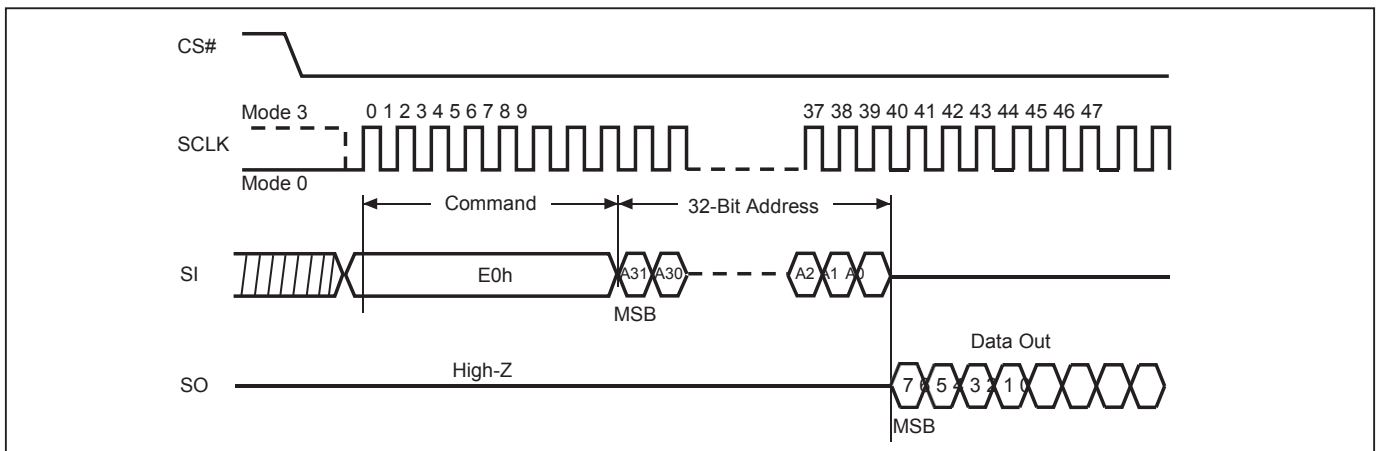 CS#
Mode 3
0 1 2 3 4 5 6 7 8 9
37 38 39 40 41 42 43 44 45 46 47
SCLK
Mode 0
Command
32-Bit Address
SI
E0h
A31 A30
A2 A1 A0
MSB
Data Out
High-Z
SO
7 6 5 4 3 2 1 0
MSB